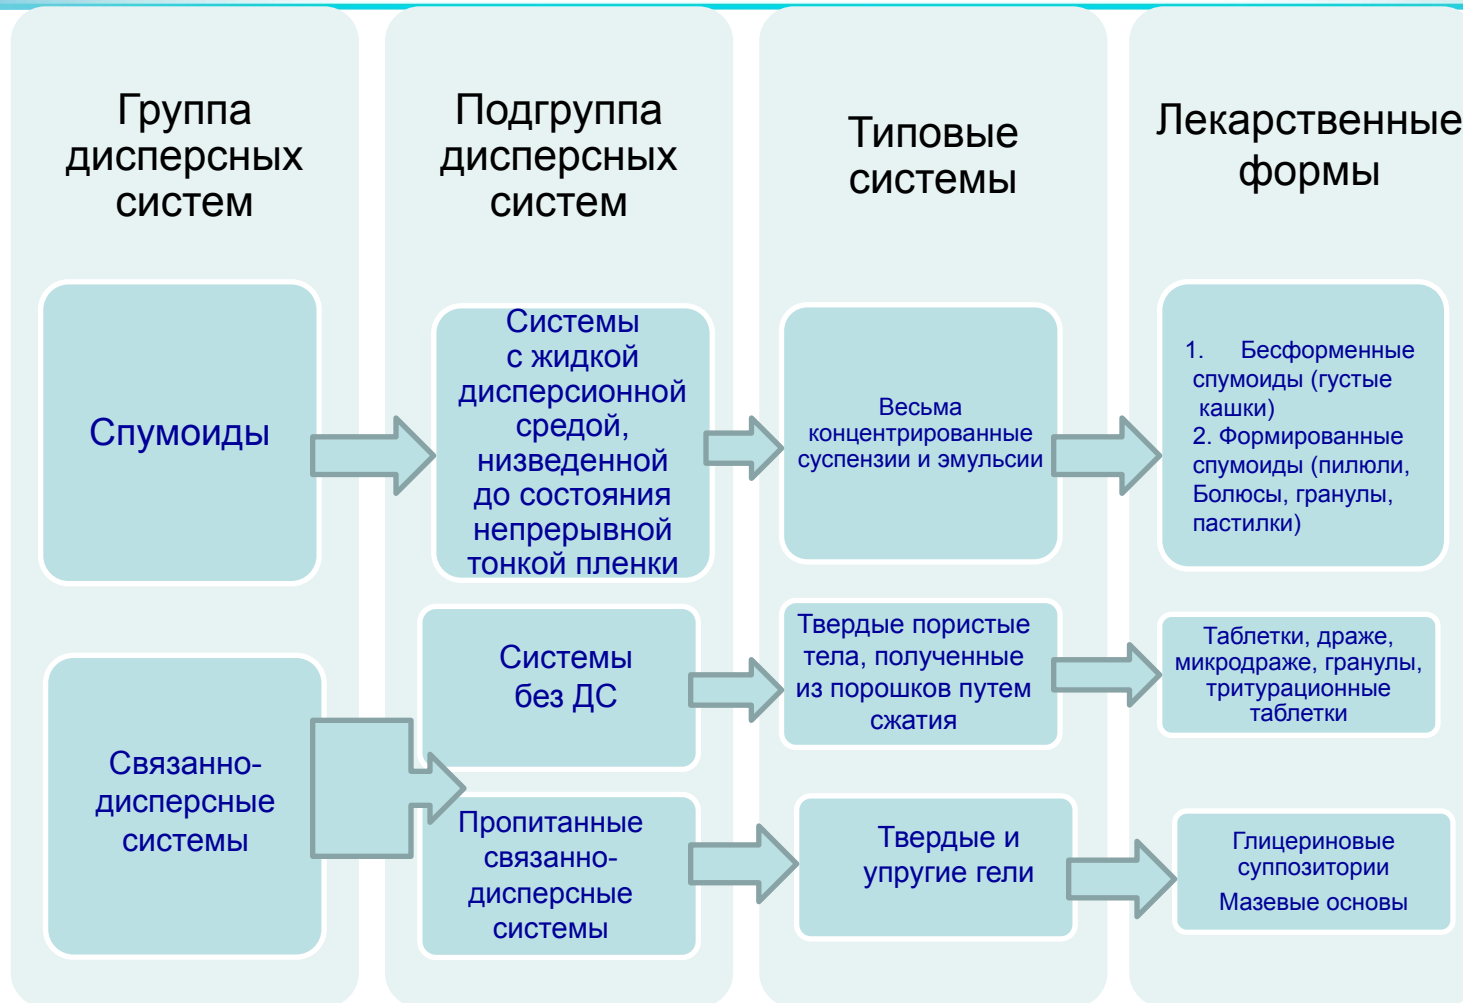 Группа
дисперсных
систем
Подгруппа
дисперсных
систем
Типовые
системы
Лекарственные
формы
Спумоиды
Системы
с жидкой
дисперсионной
средой,
низведенной
до состояния
непрерывной
тонкой пленки
Весьма
концентрированные
суспензии и эмульсии
1. Бесформенные
спумоиды (густые
кашки)
2. Формированные
спумоиды (пилюли,
Болюсы, гранулы,
пастилки)
Связанно-
дисперсные
системы
Системы
без ДС
Твердые пористые
тела, полученные
из порошков путем
сжатия
Таблетки, драже,
микродраже, гранулы,
тритурационные
таблетки
Пропитанные
связанно-
дисперсные
системы
Твердые и
упругие гели
Глицериновые
суппозитории
Мазевые основы